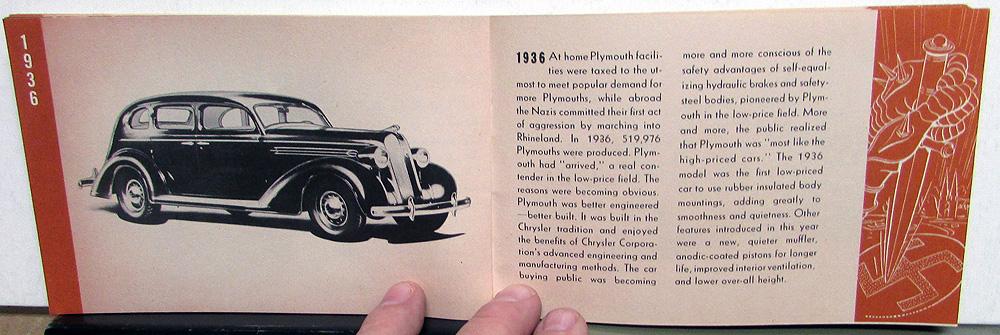 1
9
3
6
1936 At home Plymouth facili-
ties were taxed to the ut-
most to meet popular demand for
more Plymouths, while abroad
the Nazis committed their first act
of aggression by marching into
Rhineland. In 1936, 519,976
Plymouths were produced. Plym-
outh had "arrived," a real con-
tender in the low-price field. The
reasons were becoming obvious.
Plymouth was better engineered
—better built. It was built in the
Chrysler tradition and enjoyed
the benefits of Chrysler Corpora-
tion's advanced engineering and
manufacturing methods. The car
buying public was becoming
more and more conscious of the
safety advantages of self-equal-
izing hydraulic brakes and safety-
steel bodies, pioneered by Plym-
outh in the low-price field. More
and more, the public realized
that Plymouth was "most like the
high-priced cars." The 1936
model was the first low-priced
car to use rubber insulated body
mountings, adding greatly to
smoothness and quietness. Other
features introduced in this year
were a new, quieter muffler,
anodic-coated pistons for longer
life, improved interior ventilation,
and lower over-all height.